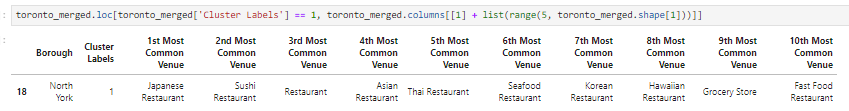 toronto_merged.loc[toronto_merged['Cluster Labels'] == 1, toronto_merged.columns[[1] + list(range(5, toronto_merged.shape[1]))]]
:
Borough Cluster Labels 1st Most Common Venue 2nd Most Common Venue 3rd Most Common Venue 4th Most Common Venue 5th Most Common Venue 6th Most Common Venue 7th Most Common Venue 8th Most Common Venue 9th Most Common Venue 10th Most Common Venue
18 North York 1 Japanese Restaurant Sushi Restaurant Restaurant Asian Restaurant Thai Restaurant Seafood Restaurant Korean Restaurant Hawaiian Restaurant Grocery Store Fast Food Restaurant